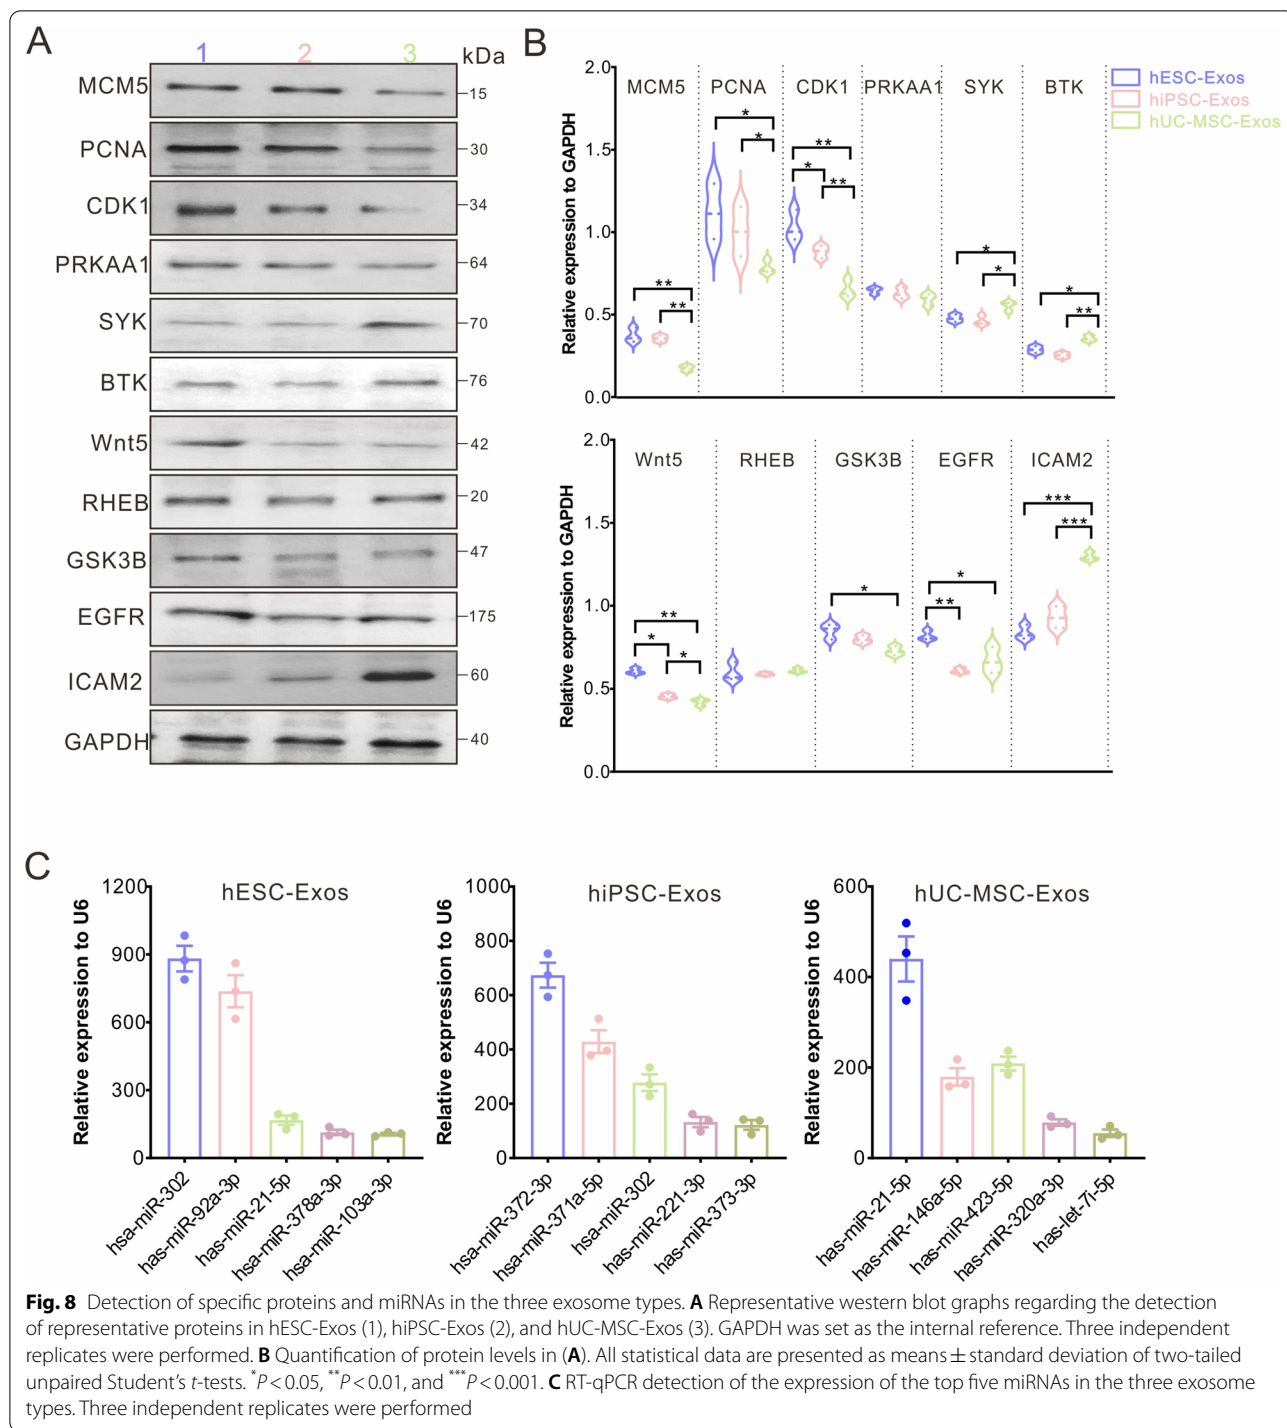 A
1 2 3 kDa
MCM5 15
PCNA 30
CDK1 34
PRKAA1 64
SYK 70
BTK 76
Wnt5 42
RHEB 20
GSK3B 47
EGFR 175
ICAM2 60
GAPDH 40
B
hESC-Exos
hiPSC-Exos
hUC-MSC-Exos
Relative expression to GAPDH
2.0
1.5
1.0
0.5
0.0
MCM5 PCNA CDK1 PRKAA1 SYK BTK
** ** * * ** * ** * * * **
Relative expression to GAPDH
2.0
1.5
1.0
0.5
0.0
Wnt5 RHEB GSK3B EGFR ICAM2
** * * * * ** *** ***
C
hESC-Exos
Relative expression to U6
1200
900
600
300
0
hsa-miR-302
has-miR-92a-3p
has-miR-21-5p
hsa-miR-378a-3p
hsa-miR-103a-3p
hiPSC-Exos
Relative expression to U6
1000
800
600
400
200
0
hsa-miR-372-3p
hsa-miR-371a-5p
hsa-miR-302
has-miR-221-3p
has-miR-373-3p
hUC-MSC-Exos
Relative expression to U6
600
400
200
0
has-miR-21-5p
has-miR-146a-5p
has-miR-423-5p
has-miR-320a-3p
has-let-7i-5p
Fig. 8 Detection of specific proteins and miRNAs in the three exosome types. A Representative western blot graphs regarding the detection
of representative proteins in hESC-Exos (1), hiPSC-Exos (2), and hUC-MSC-Exos (3). GAPDH was set as the internal reference. Three independent
replicates were performed. B Quantification of protein levels in (A). All statistical data are presented as means ± standard deviation of two-tailed
unpaired Student's t-tests. *P < 0.05, **P < 0.01, and ***P < 0.001. C RT-qPCR detection of the expression of the top five miRNAs in the three exosome
types. Three independent replicates were performed